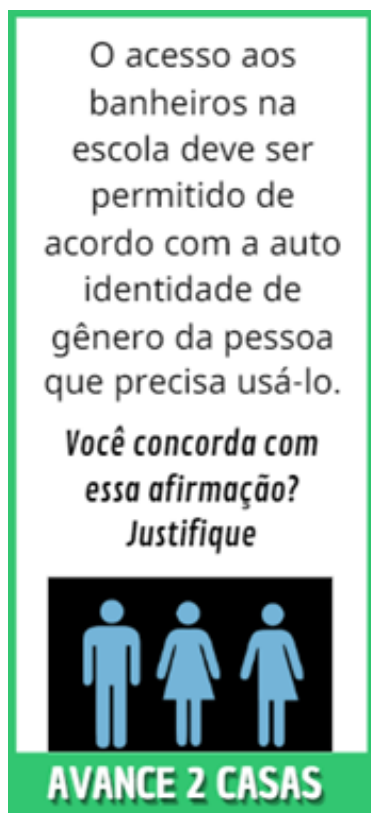 O acesso aos
banheiros na
escola deve ser
permitido de
acordo com a auto
identidade de
gênero da pessoa
que precisa usá-lo.
Você concorda com
essa afirmação?
Justifique
AVANCE 2 CASAS